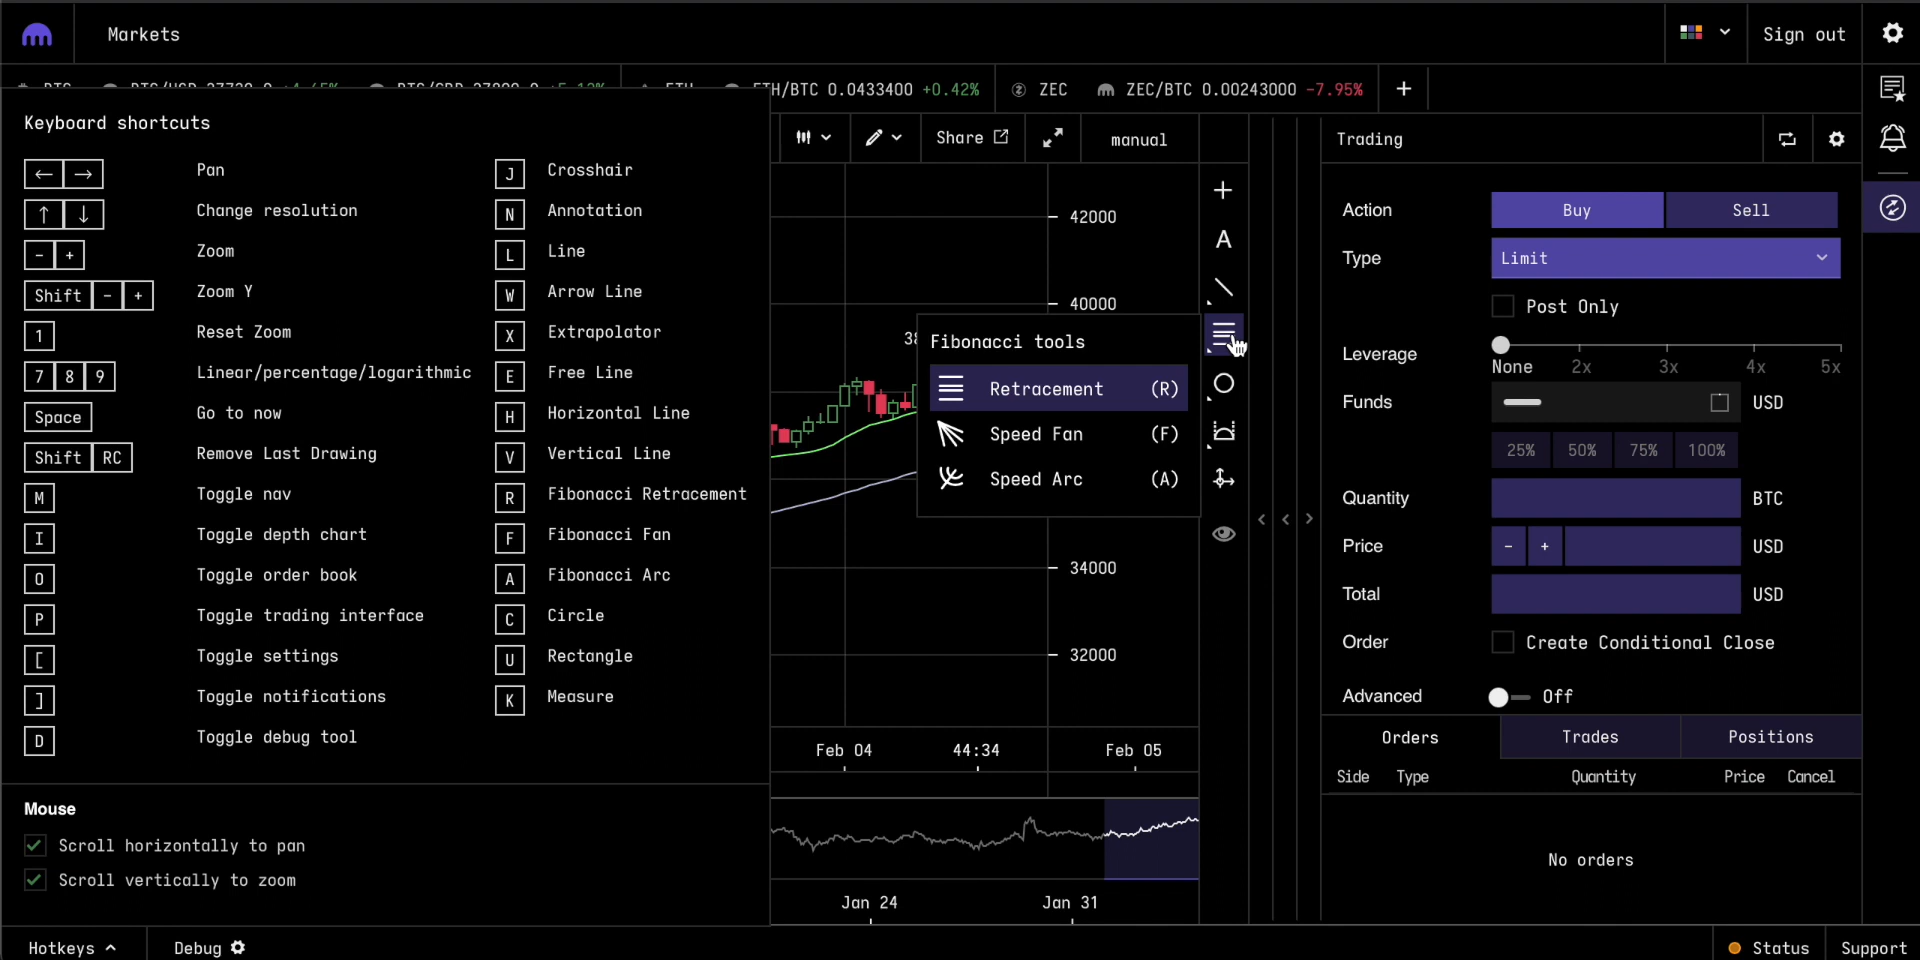 Markets
Sign out
ETH/BTC 0.0433400 +0.42%
ZEC
ZEC/BTC 0.00243000 -7.95%
+
Keyboard shortcuts
← → Pan
↑ ↓ Change resolution
- + Zoom
Shift - + Zoom Y
1 Reset Zoom
7 8 9 Linear/percentage/logarithmic
Space Go to now
Shift RC Remove Last Drawing
M Toggle nav
I Toggle depth chart
O Toggle order book
P Toggle trading interface
[ Toggle settings
] Toggle notifications
D Toggle debug tool
J Crosshair
N Annotation
L Line
W Arrow Line
X Extrapolator
E Free Line
H Horizontal Line
V Vertical Line
R Fibonacci Retracement
F Fibonacci Fan
A Fibonacci Arc
C Circle
U Rectangle
K Measure
Mouse
Scroll horizontally to pan
Scroll vertically to zoom
Hotkeys
Debug
Share
manual
42000
40000
34000
32000
A
Fibonacci tools
Retracement (R)
Speed Fan (F)
Speed Arc (A)
Feb 04
44:34
Feb 05
Jan 24
Jan 31
Trading
Action Buy Sell
Type Limit
Post Only
Leverage None 2x 3x 4x 5x
Funds USD
25% 50% 75% 100%
Quantity BTC
Price - + USD
Total USD
Order Create Conditional Close
Advanced Off
Orders Trades Positions
Side Type Quantity Price Cancel
No orders
Status
Support